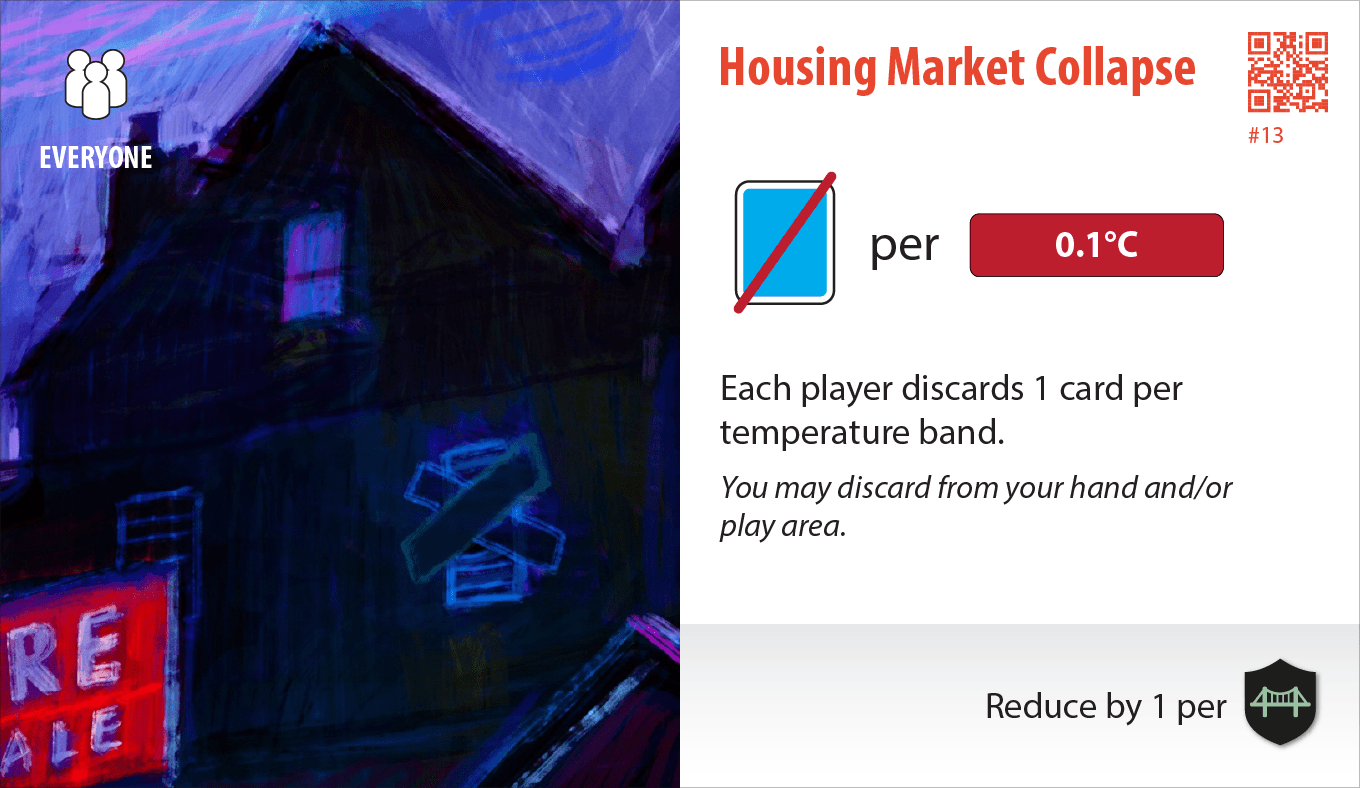 EVERYONE
RE
ALE
Housing Market Collapse
#13
per
0.1°C
Each player discards 1 card per
temperature band.
You may discard from your hand and/or
play area.
Reduce by 1 per